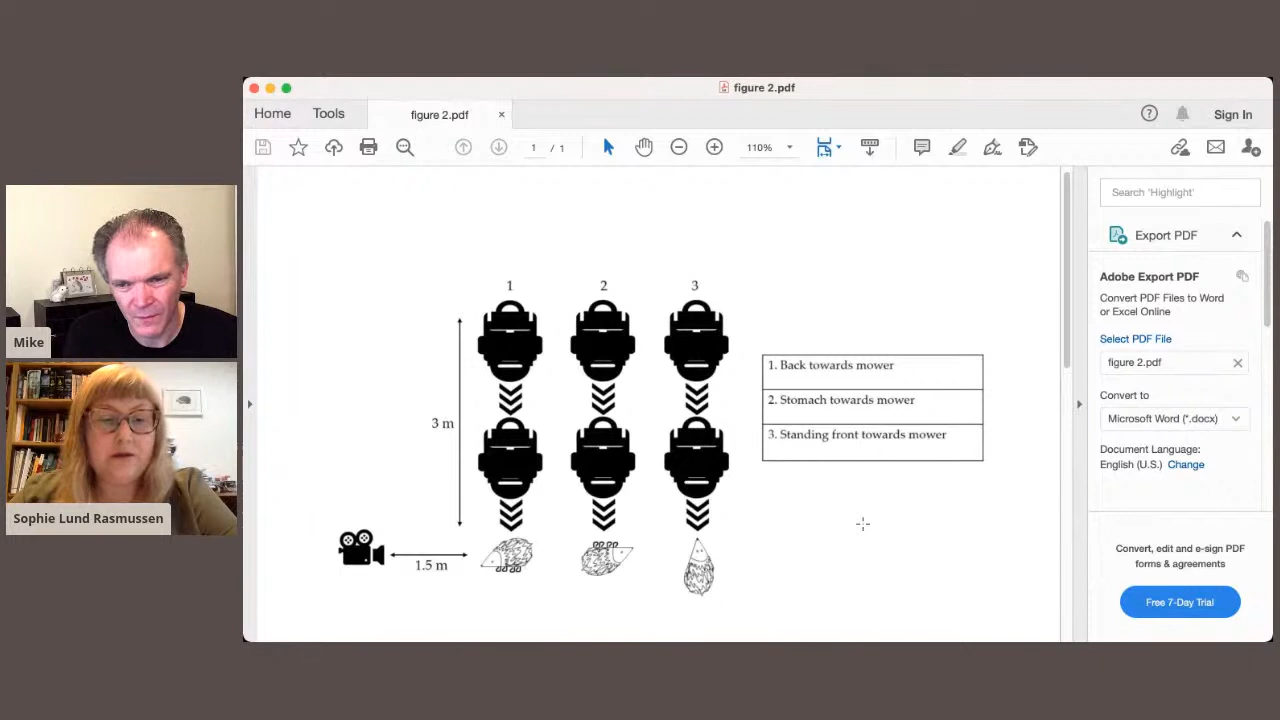 figure 2.pdf
Home
Tools
figure 2.pdf
Sign In
1 / 1
110%
Search 'Highlight'
Export PDF
Adobe Export PDF
Convert PDF Files to Word
or Excel Online
Select PDF File
figure 2.pdf
Convert to
Microsoft Word (*.docx)
Document Language:
English (U.S.) Change
Convert, edit and e-sign PDF
forms & agreements
Free 7-Day Trial
1 2 3
3 m
1.5 m
1. Back towards mower
2. Stomach towards mower
3. Standing front towards mower
Mike
Sophie Lund Rasmussen